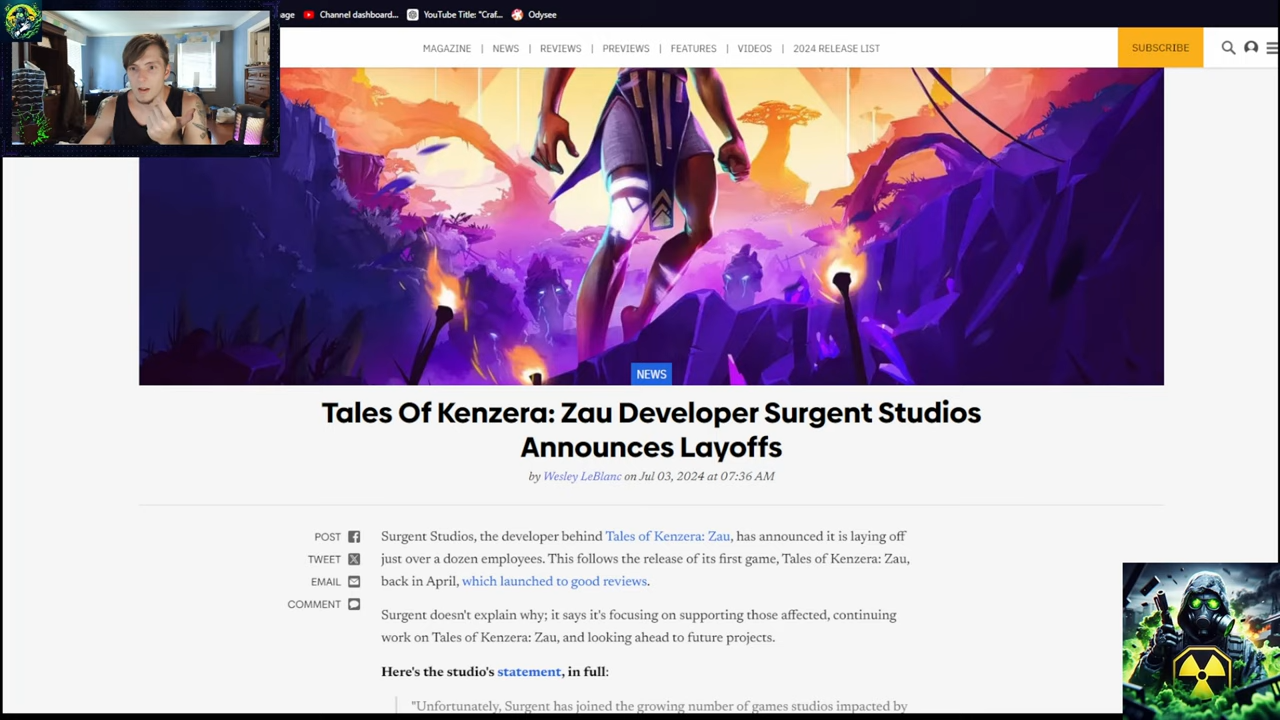 age
Channel dashboard...
YouTube Title: "Craf...
Odysee
MAGAZINE | NEWS | REVIEWS | PREVIEWS | FEATURES | VIDEOS | 2024 RELEASE LIST
SUBSCRIBE
NEWS
Tales Of Kenzera: Zau Developer Surgent Studios
Announces Layoffs
by Wesley LeBlanc on Jul 03, 2024 at 07:36 AM
POST
TWEET
EMAIL
COMMENT
Surgent Studios, the developer behind Tales of Kenzera: Zau, has announced it is laying off
just over a dozen employees. This follows the release of its first game, Tales of Kenzera: Zau,
back in April, which launched to good reviews.
Surgent doesn't explain why; it says it's focusing on supporting those affected, continuing
work on Tales of Kenzera: Zau, and looking ahead to future projects.
Here's the studio's statement, in full:
"Unfortunately, Surgent has joined the growing number of games studios impacted by